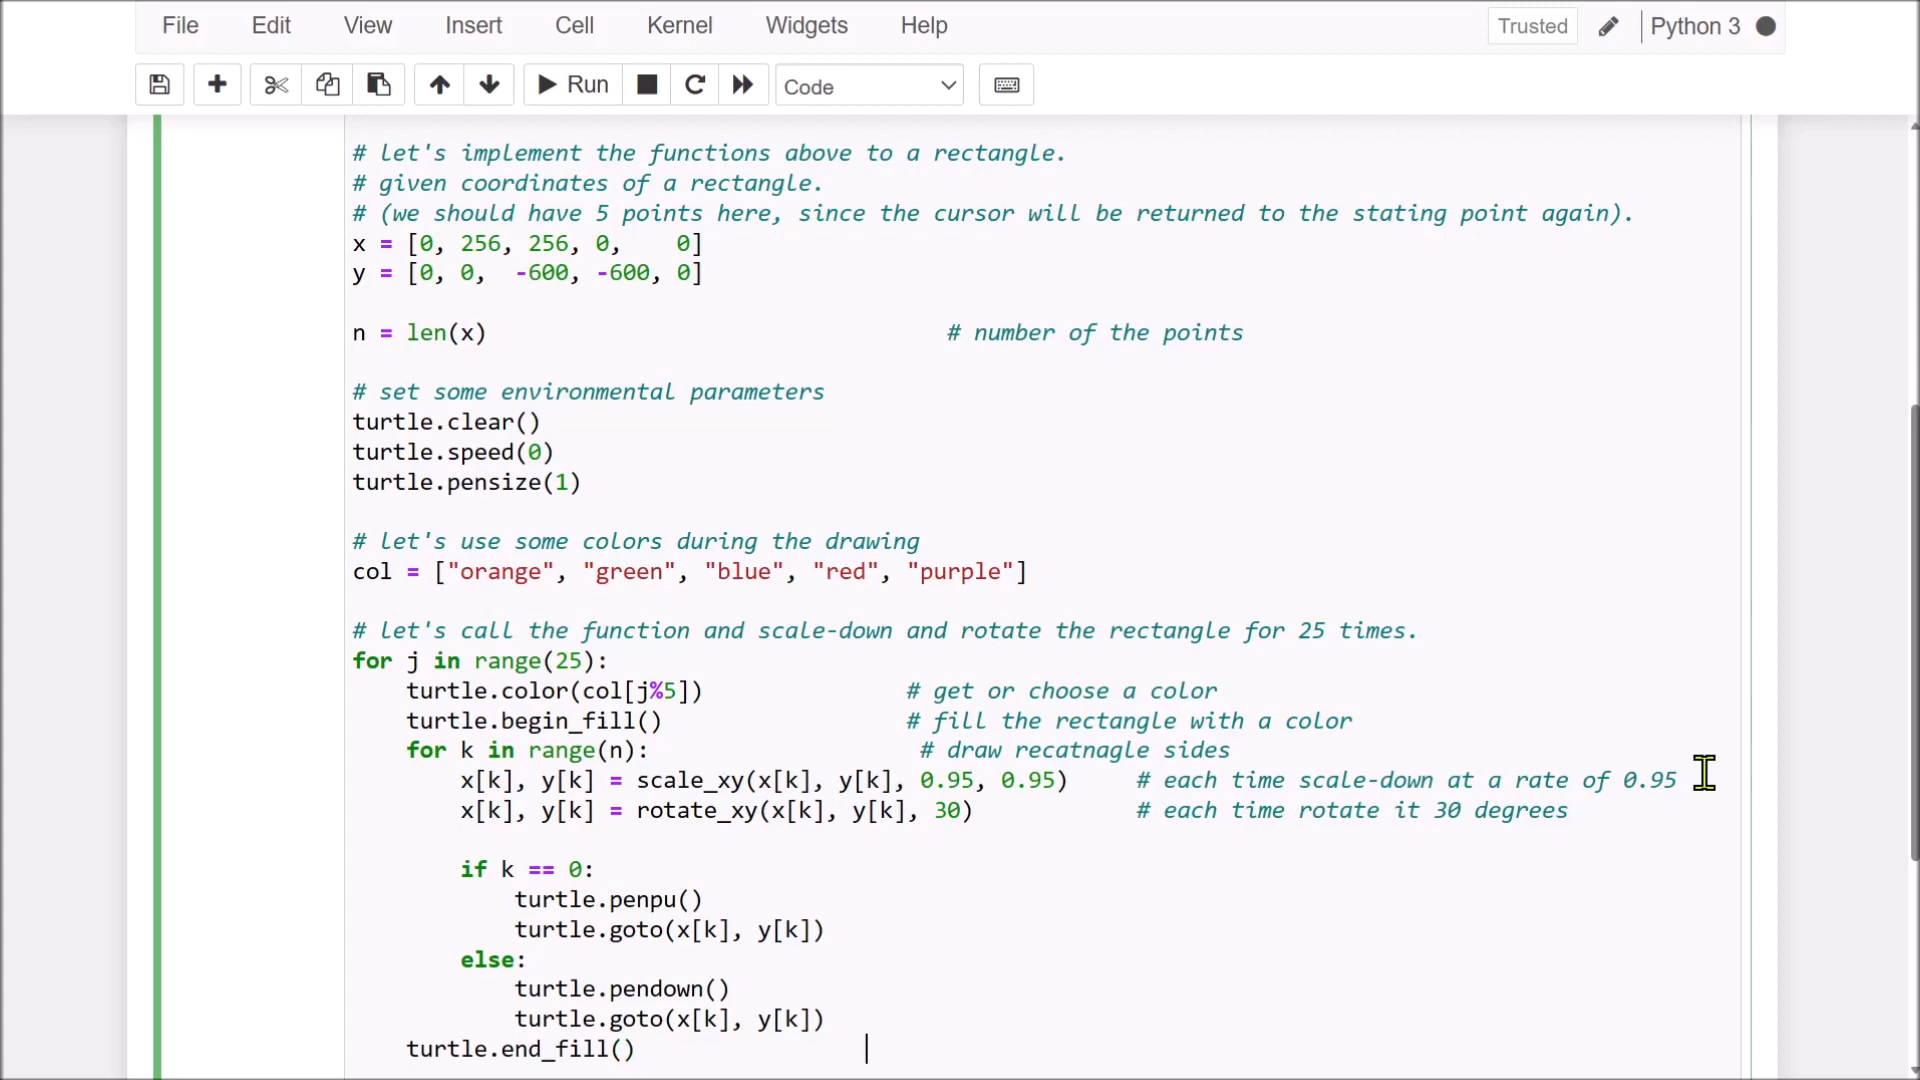 File Edit View Insert Cell Kernel Widgets Help Trusted Python 3
Run Code
# let's implement the functions above to a rectangle.
# given coordinates of a rectangle.
# (we should have 5 points here, since the cursor will be returned to the stating point again).
x = [0, 256, 256, 0,    0]
y = [0, 0,  -600, -600, 0]
n = len(x) # number of the points
# set some environmental parameters
turtle.clear()
turtle.speed(0)
turtle.pensize(1)
# let's use some colors during the drawing
col = ["orange", "green", "blue", "red", "purple"]
# let's call the function and scale-down and rotate the rectangle for 25 times.
for j in range(25):
    turtle.color(col[j%5]) # get or choose a color
    turtle.begin_fill() # fill the rectangle with a color
    for k in range(n): # draw recatnagle sides
        x[k], y[k] = scale_xy(x[k], y[k], 0.95, 0.95) # each time scale-down at a rate of 0.95
        x[k], y[k] = rotate_xy(x[k], y[k], 30) # each time rotate it 30 degrees
        if k == 0:
            turtle.penpu()
            turtle.goto(x[k], y[k])
        else:
            turtle.pendown()
            turtle.goto(x[k], y[k])
    turtle.end_fill()